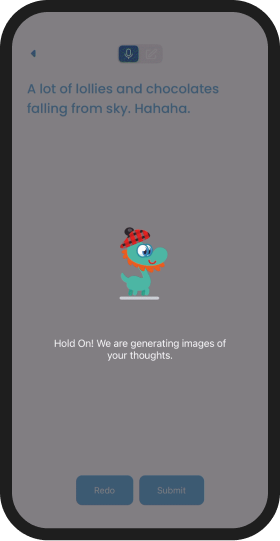 A lot of lollies and chocolates
falling from sky. Hahaha.
Hold On! We are generating images of
your thoughts.
Redo
Submit